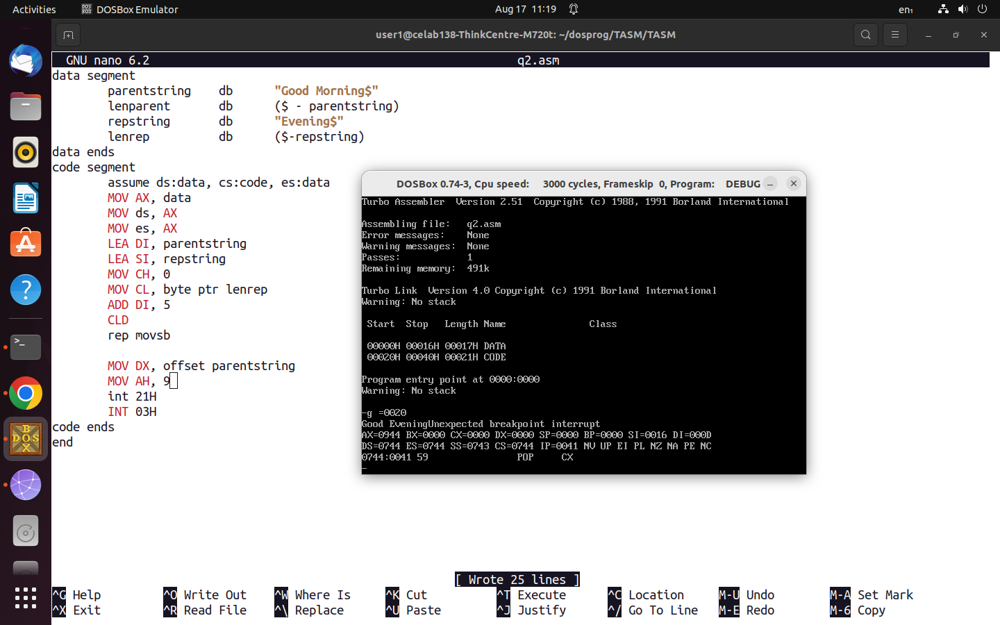 Activities DOSBox Emulator Aug 17 11:19 en₁
user1@celab138-ThinkCentre-M720t: ~/dosprog/TASM/TASM
GNU nano 6.2 q2.asm
data segment
parentstring db "Good Morning$"
lenparent db ($ - parentstring)
repstring db "Evening$"
lenrep db ($-repstring)
data ends
code segment
assume ds:data, cs:code, es:data
MOV AX, data
MOV ds, AX
MOV es, AX
LEA DI, parentstring
LEA SI, repstring
MOV CH, 0
MOV CL, byte ptr lenrep
ADD DI, 5
CLD
rep movsb
MOV DX, offset parentstring
MOV AH, 9
int 21H
INT 03H
code ends
end
DOSBox 0.74-3, Cpu speed: 3000 cycles, Frameskip 0, Program: DEBUG
Turbo Assembler Version 2.51 Copyright (c) 1988, 1991 Borland International
Assembling file: q2.asm
Error messages: None
Warning messages: None
Passes: 1
Remaining memory: 491k
Turbo Link Version 4.0 Copyright (c) 1991 Borland International
Warning: No stack
Start Stop Length Name Class
00000H 00016H 00017H DATA
00020H 00040H 00021H CODE
Program entry point at 0000:0000
Warning: No stack
-g =0020
Good EveningUnexpected breakpoint interrupt
AX=0944 BX=0000 CX=0000 DX=0000 SP=0000 BP=0000 SI=0016 DI=000D
DS=0744 ES=0744 SS=0743 CS=0744 IP=0041 NV UP EI PL NZ NA PE NC
0744:0041 59 POP CX
-
[ Wrote 25 lines ]
^G Help ^O Write Out ^W Where Is ^K Cut ^T Execute ^C Location M-U Undo M-A Set Mark
^X Exit ^R Read File ^\ Replace ^U Paste ^J Justify ^/ Go To Line M-E Redo M-6 Copy